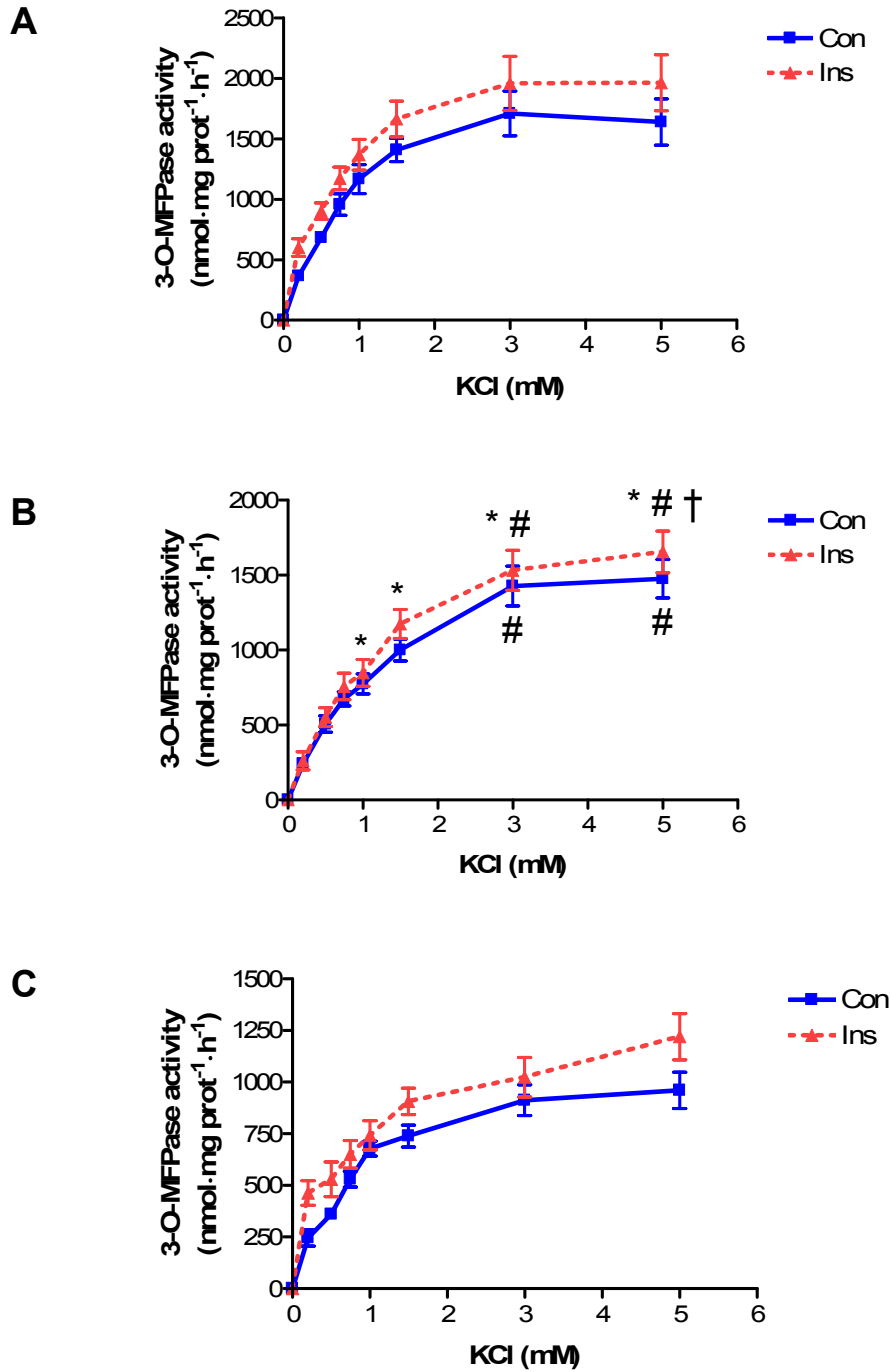 A
3-O-MFPase activity
(nmol·mg prot⁻¹·h⁻¹)
2500
2000
1500
1000
500
0
0 1 2 3 4 5 6
KCl (mM)
Con
Ins
B
3-O-MFPase activity
(nmol·mg prot⁻¹·h⁻¹)
2000
1500
1000
500
0
* * * # * # †
# #
0 1 2 3 4 5 6
KCl (mM)
Con
Ins
C
3-O-MFPase activity
(nmol·mg prot⁻¹·h⁻¹)
1500
1250
1000
750
500
250
0
0 1 2 3 4 5 6
KCl (mM)
Con
Ins